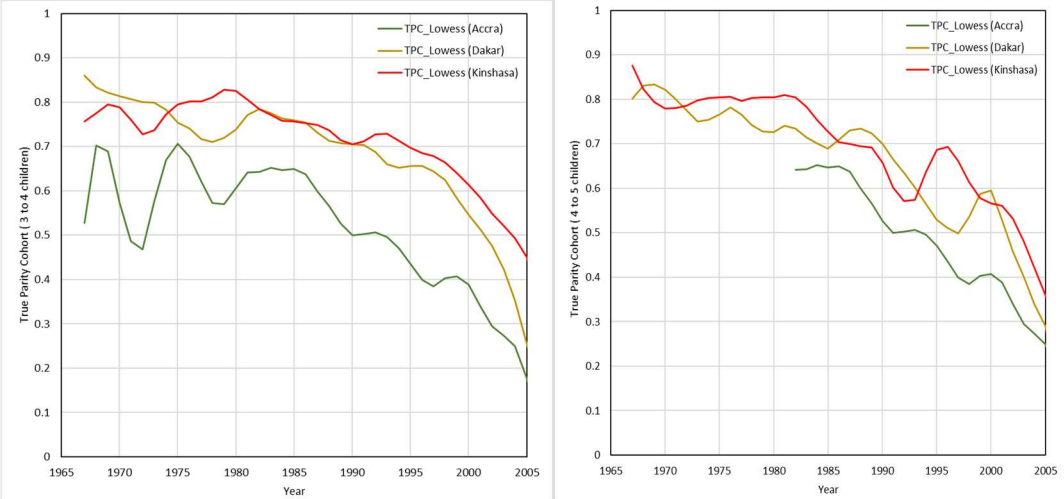 TPC_Lowess (Accra)
TPC_Lowess (Dakar)
TPC_Lowess (Kinshasa)
True Parity Cohort ( 3 to 4 children)
1
0.9
0.8
0.7
0.6
0.5
0.4
0.3
0.2
0.1
0
1965 1970 1975 1980 1985 1990 1995 2000 2005
Year
TPC_Lowess (Accra)
TPC_Lowess (Dakar)
TPC_Lowess (Kinshasa)
True Parity Cohort ( 4 to 5 children)
1
0.9
0.8
0.7
0.6
0.5
0.4
0.3
0.2
0.1
0
1965 1970 1975 1980 1985 1990 1995 2000 2005
Year